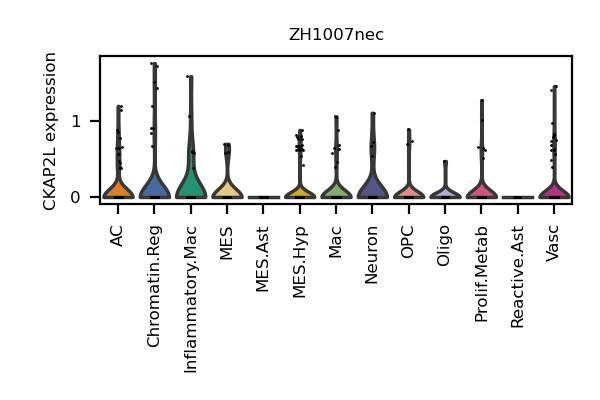 ZH1007nec
CKAP2L expression
1
0
AC
Chromatin.Reg
Inflammatory.Mac
MES
MES.Ast
MES.Hyp
Mac
Neuron
OPC
Oligo
Prolif.Metab
Reactive.Ast
Vasc